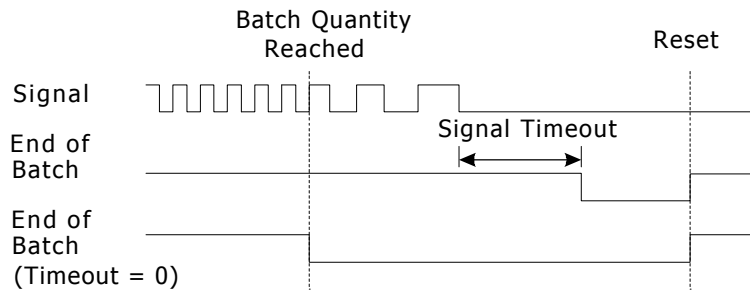 Batch Quantity
Reached
Reset
Signal
Signal Timeout
End of
Batch
End of
Batch
(Timeout = 0)